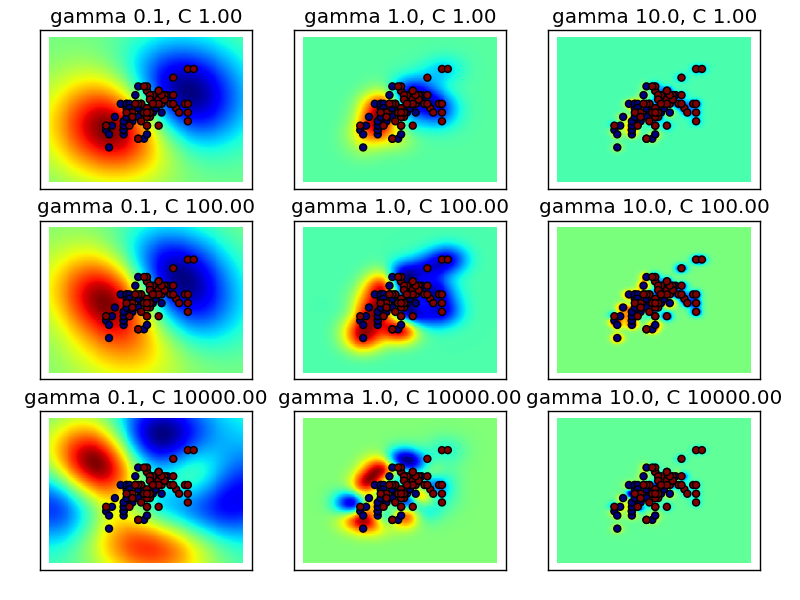 gamma 0.1, C 1.00
gamma 1.0, C 1.00
gamma 10.0, C 1.00
gamma 0.1, C 100.00
gamma 1.0, C 100.00
gamma 10.0, C 100.00
gamma 0.1, C 10000.00
gamma 1.0, C 10000.00
gamma 10.0, C 10000.00